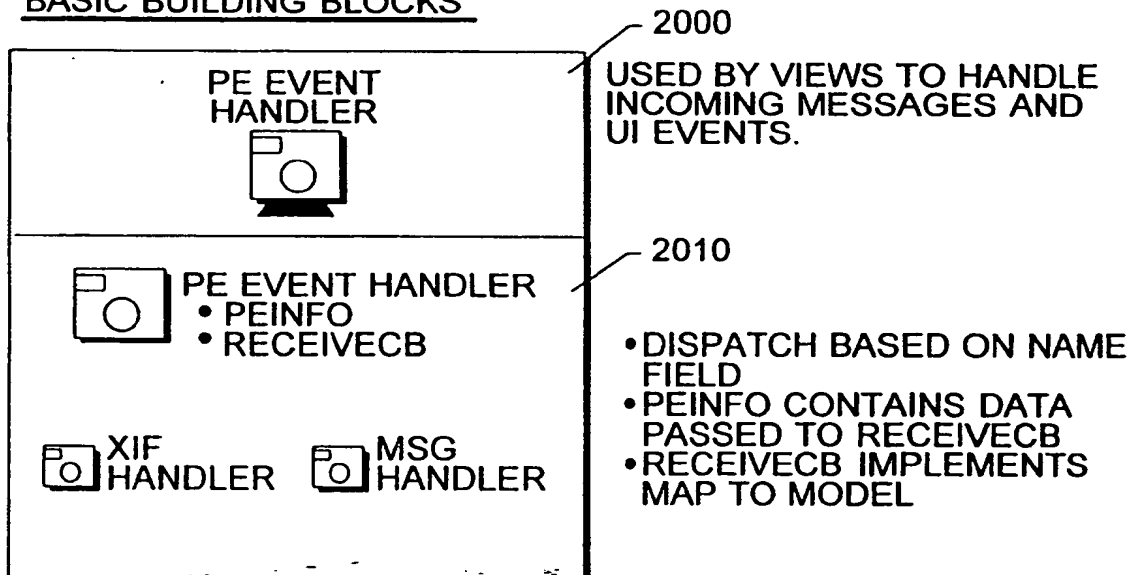 BASIC BUILDING BLOCKS
2000
PE EVENT
HANDLER
USED BY VIEWS TO HANDLE
INCOMING MESSAGES AND
UI EVENTS.
2010
PE EVENT HANDLER
• PEINFO
• RECEIVECB
XIF
HANDLER
MSG
HANDLER
•DISPATCH BASED ON NAME
FIELD
•PEINFO CONTAINS DATA
PASSED TO RECEIVECB
•RECEIVECB IMPLEMENTS
MAP TO MODEL